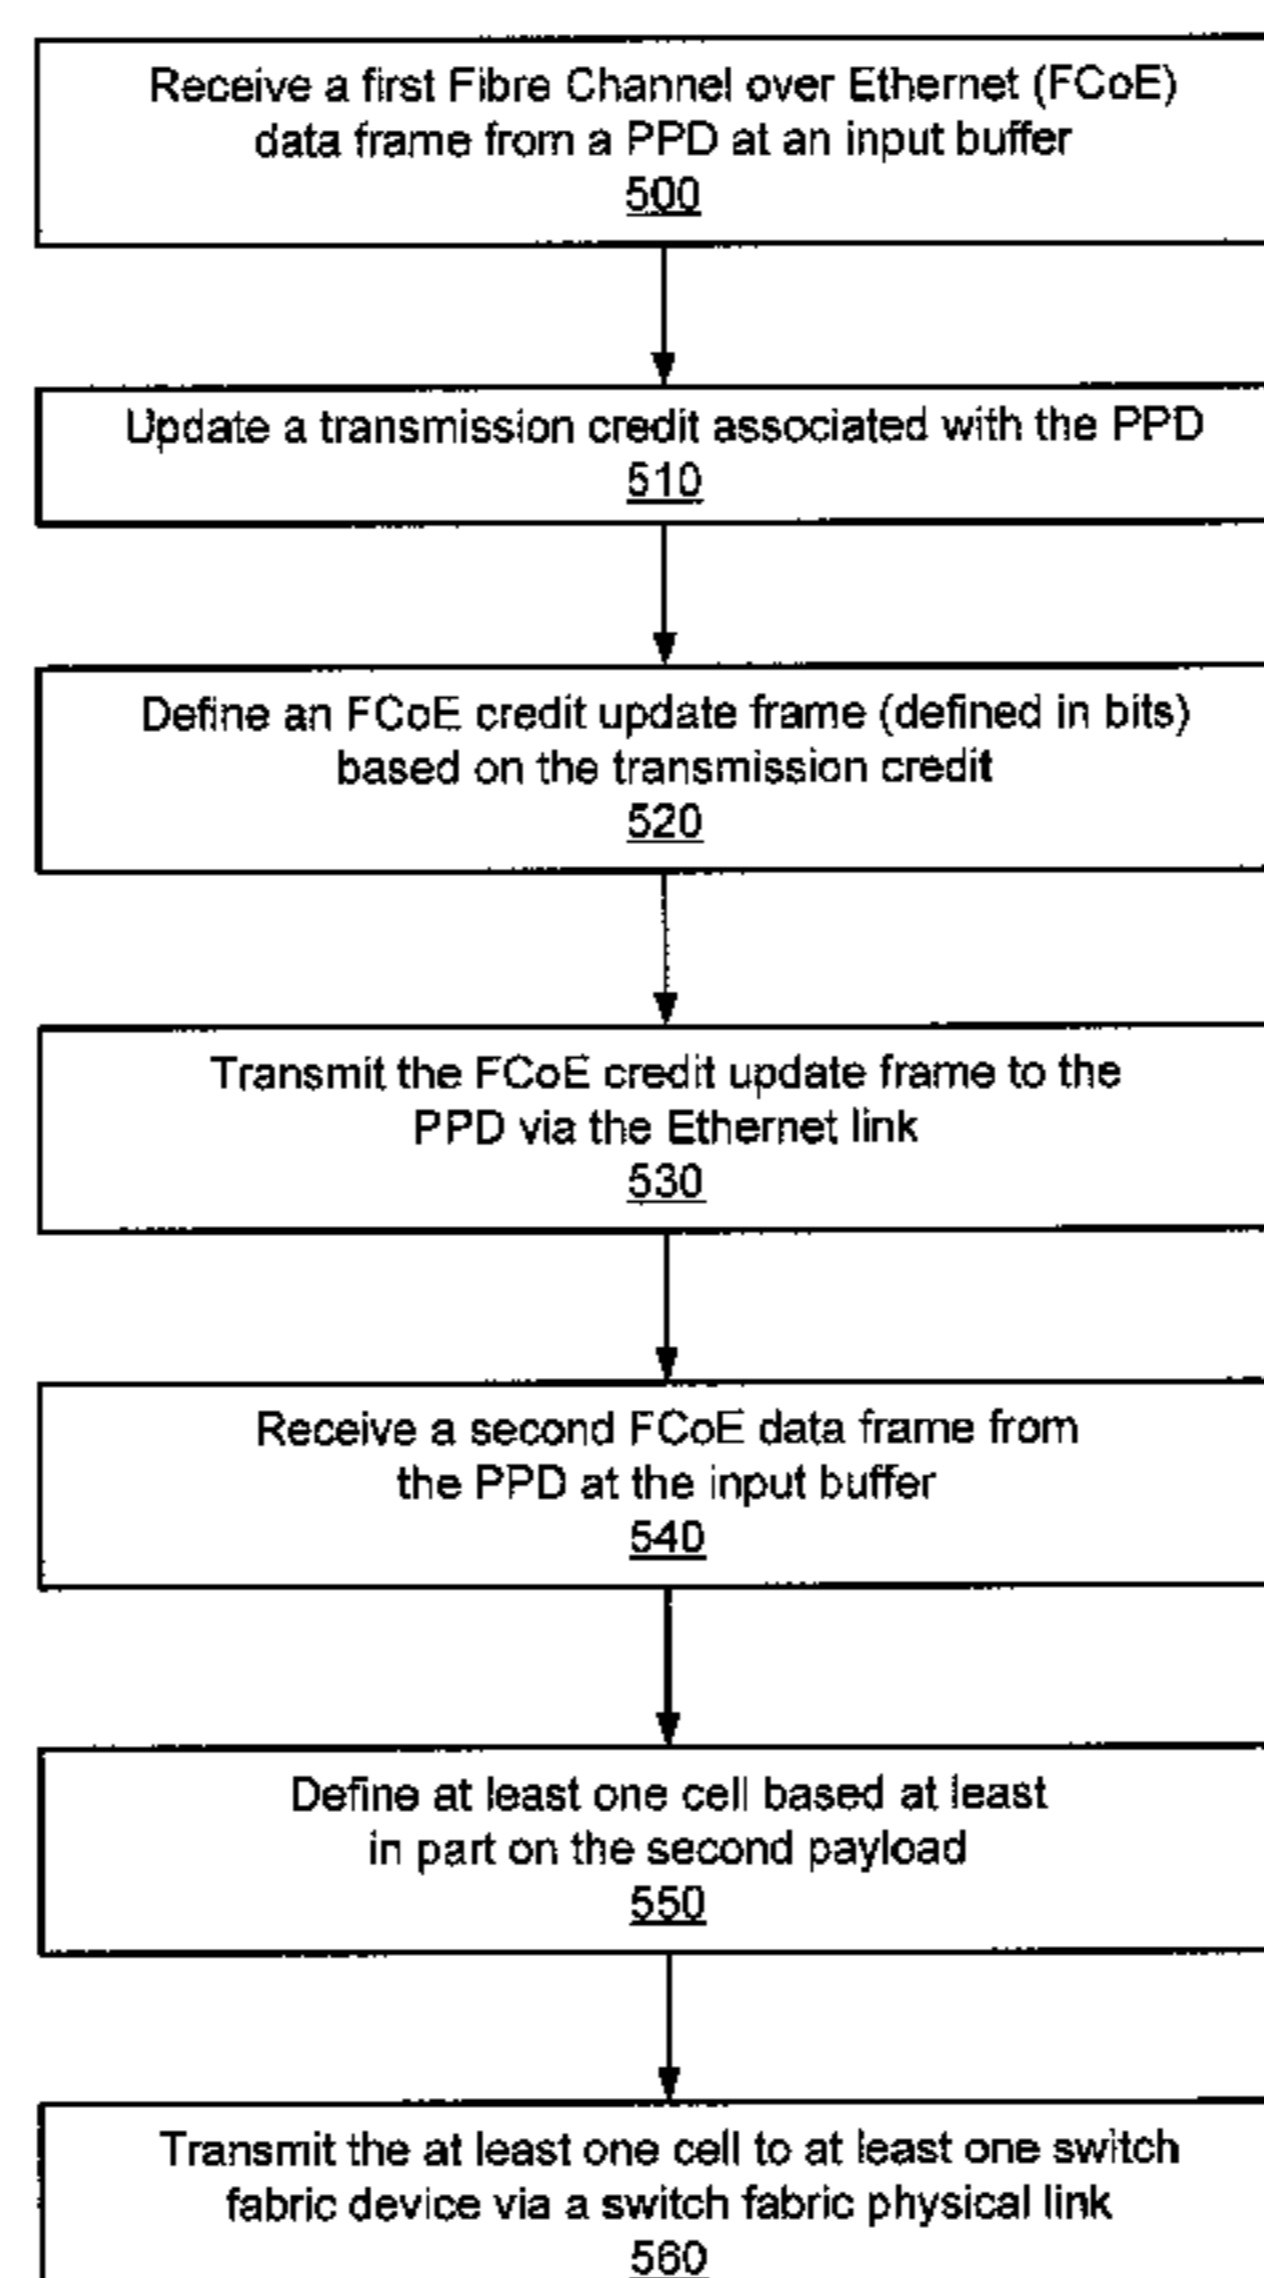 Receive a first Fibre Channel over Ethernet (FCoE)
data frame from a PPD at an input buffer
500
Update a transmission credit associated with the PPD
510
Define an FCoE credit update frame (defined in bits)
based on the transmission credit
520
Transmit the FCoE credit update frame to the
PPD via the Ethernet link
530
Receive a second FCoE data frame from
the PPD at the input buffer
540
Define at least one cell based at least
in part on the second payload
550
Transmit the at least one cell to at least one switch
fabric device via a switch fabric physical link
560